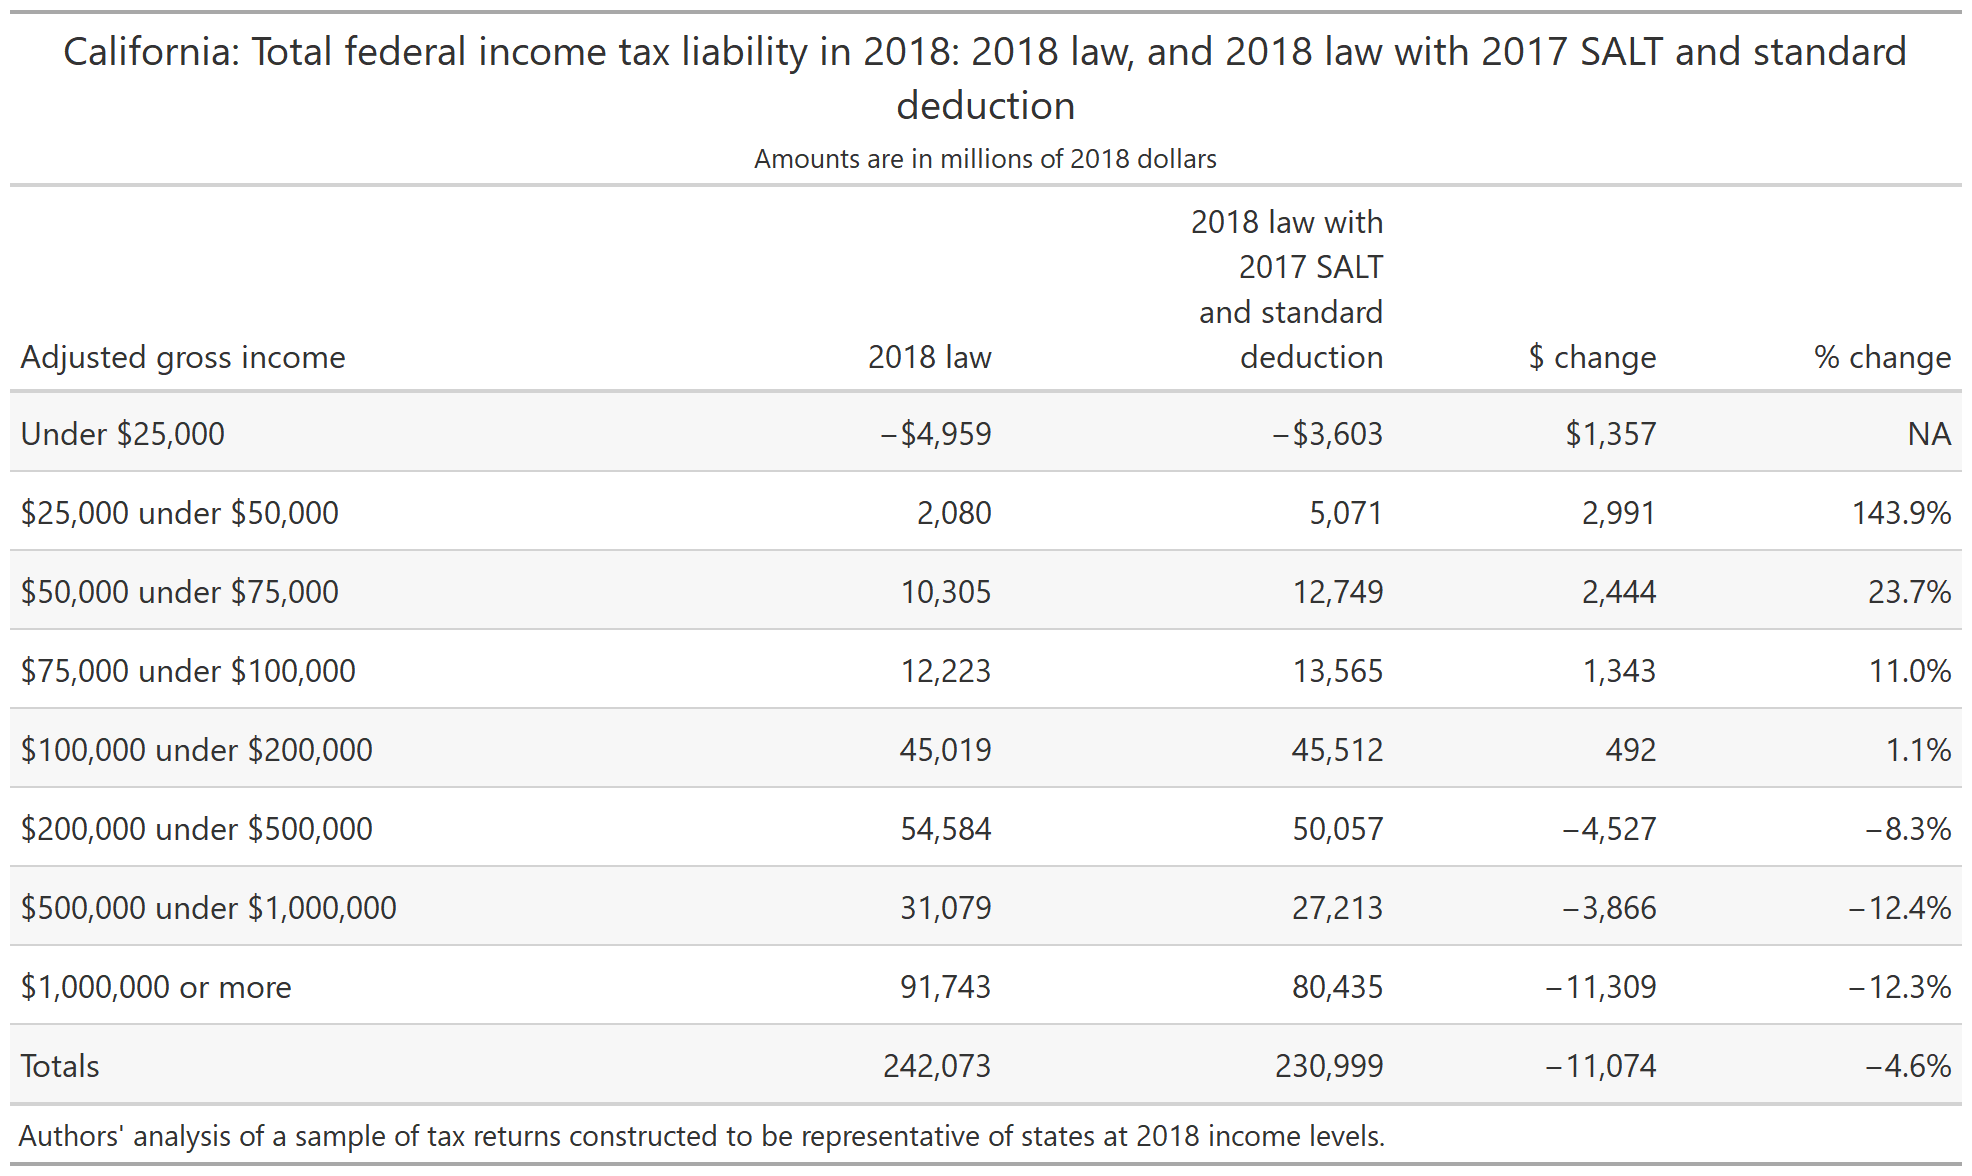 California: Total federal income tax liability in 2018: 2018 law, and 2018 law with 2017 SALT and standard
deduction
Amounts are in millions of 2018 dollars
2018 law with
2017 SALT
and standard
Adjusted gross income 2018 law deduction $ change % change
Under $25,000 −$4,959 −$3,603 $1,357 NA
$25,000 under $50,000 2,080 5,071 2,991 143.9%
$50,000 under $75,000 10,305 12,749 2,444 23.7%
$75,000 under $100,000 12,223 13,565 1,343 11.0%
$100,000 under $200,000 45,019 45,512 492 1.1%
$200,000 under $500,000 54,584 50,057 −4,527 −8.3%
$500,000 under $1,000,000 31,079 27,213 −3,866 −12.4%
$1,000,000 or more 91,743 80,435 −11,309 −12.3%
Totals 242,073 230,999 −11,074 −4.6%
Authors' analysis of a sample of tax returns constructed to be representative of states at 2018 income levels.